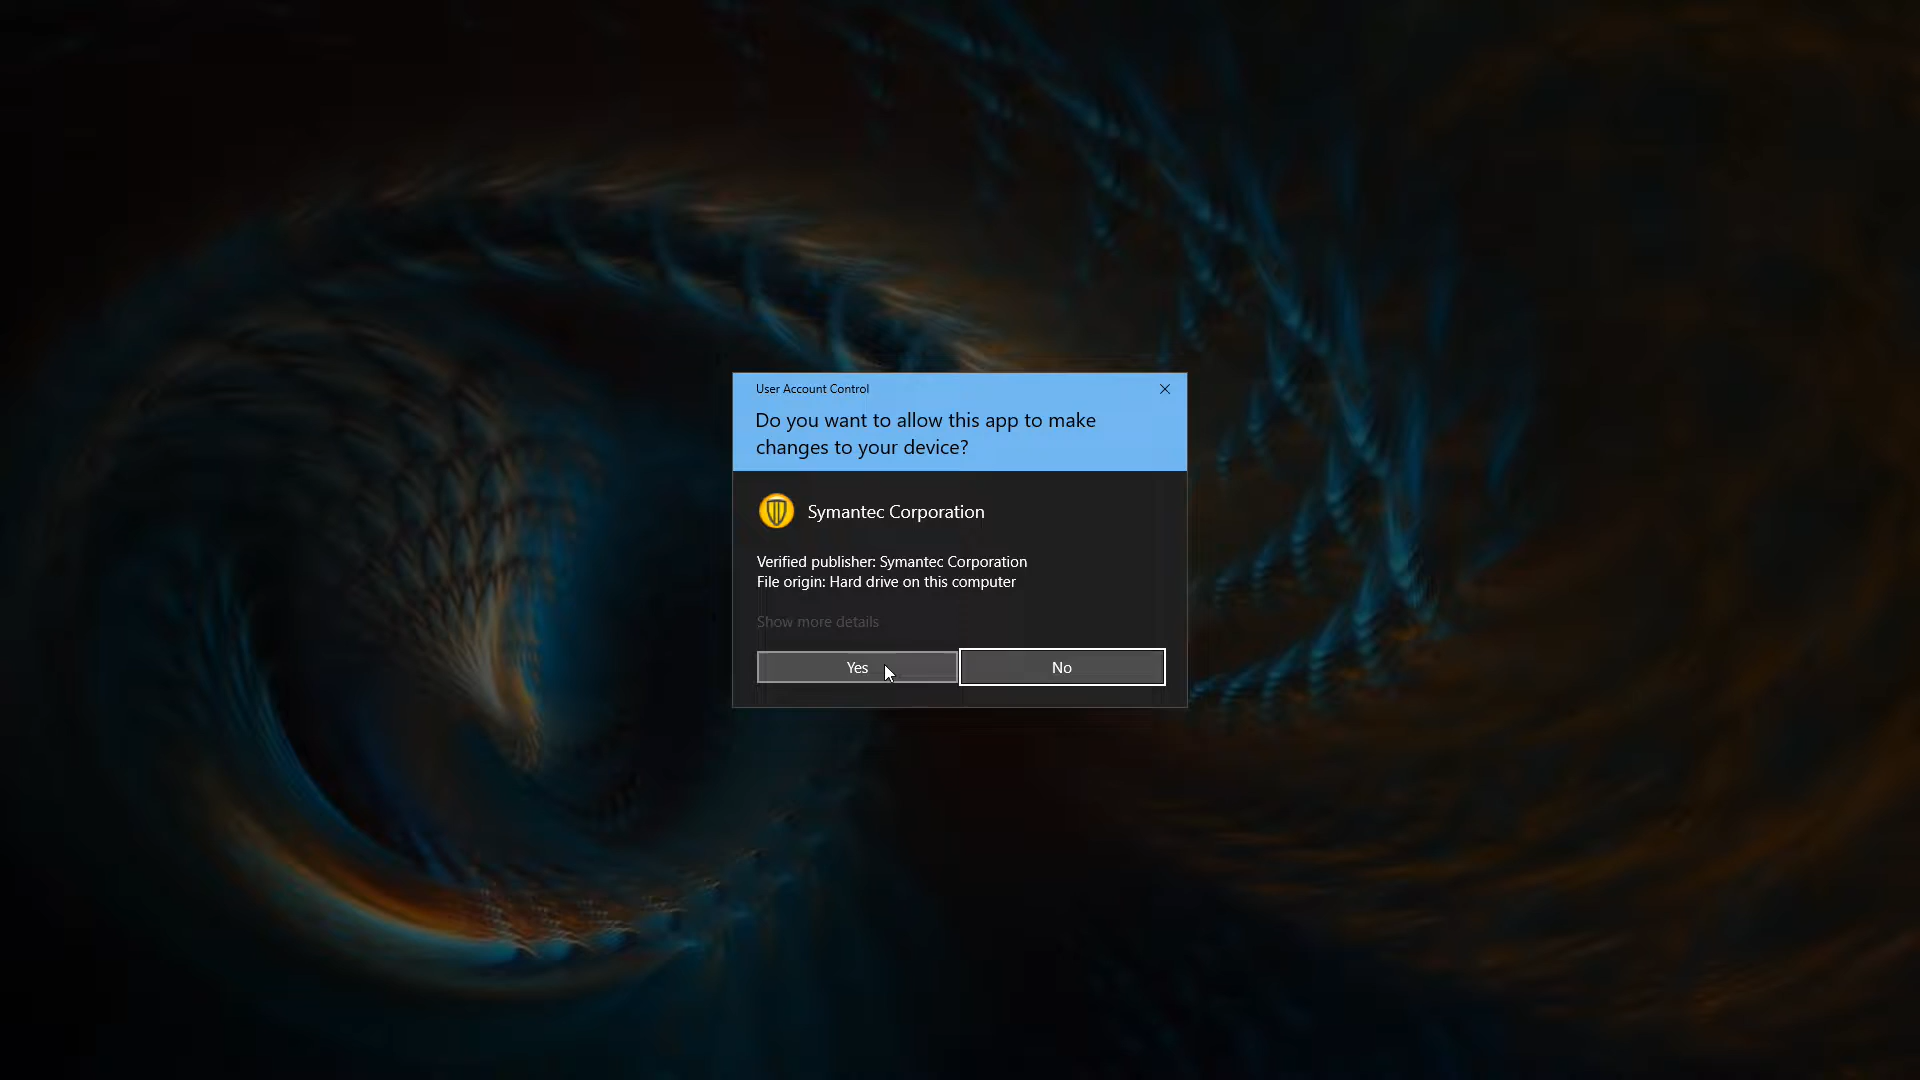 User Account Control
Do you want to allow this app to make
changes to your device?
Symantec Corporation
Verified publisher: Symantec Corporation
File origin: Hard drive on this computer
Show more details
Yes
No